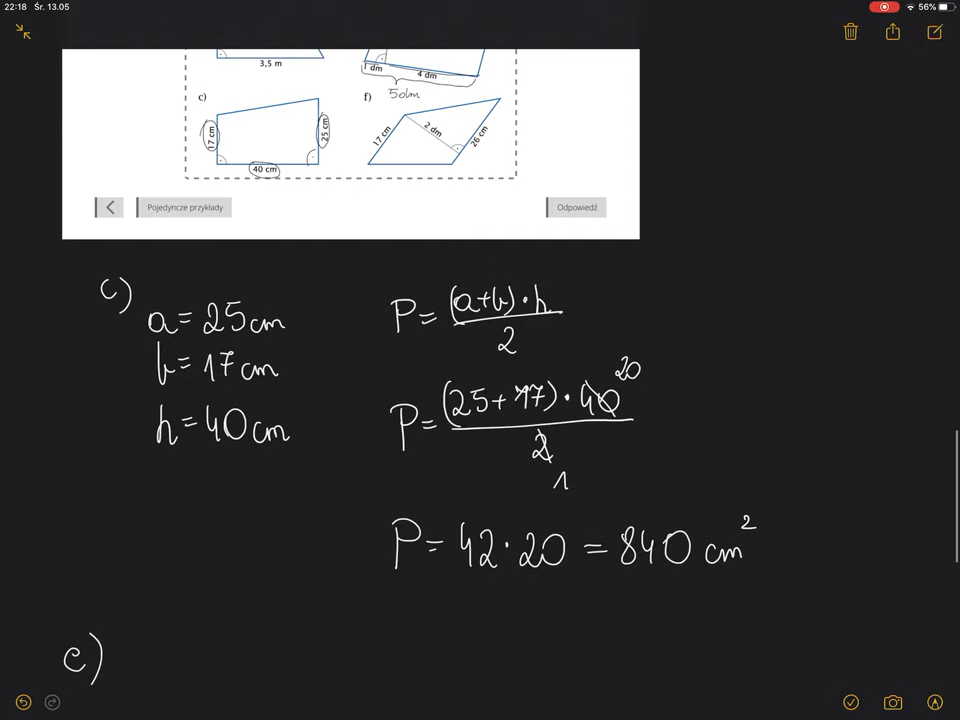 22:18 Śr. 13.05
56%
3,5 m
1 dm
4 dm
5dm
c)
f)
17 cm
25 cm
40 cm
17 cm
2 dm
26 cm
Pojedyncze przykłady
Odpowiedź
c)
a = 25 cm
b = 17 cm
h = 40 cm
P = (a+b)·h / 2
P = (25+17)·40 20 / 2 1
P = 42·20 = 840 cm²
e)